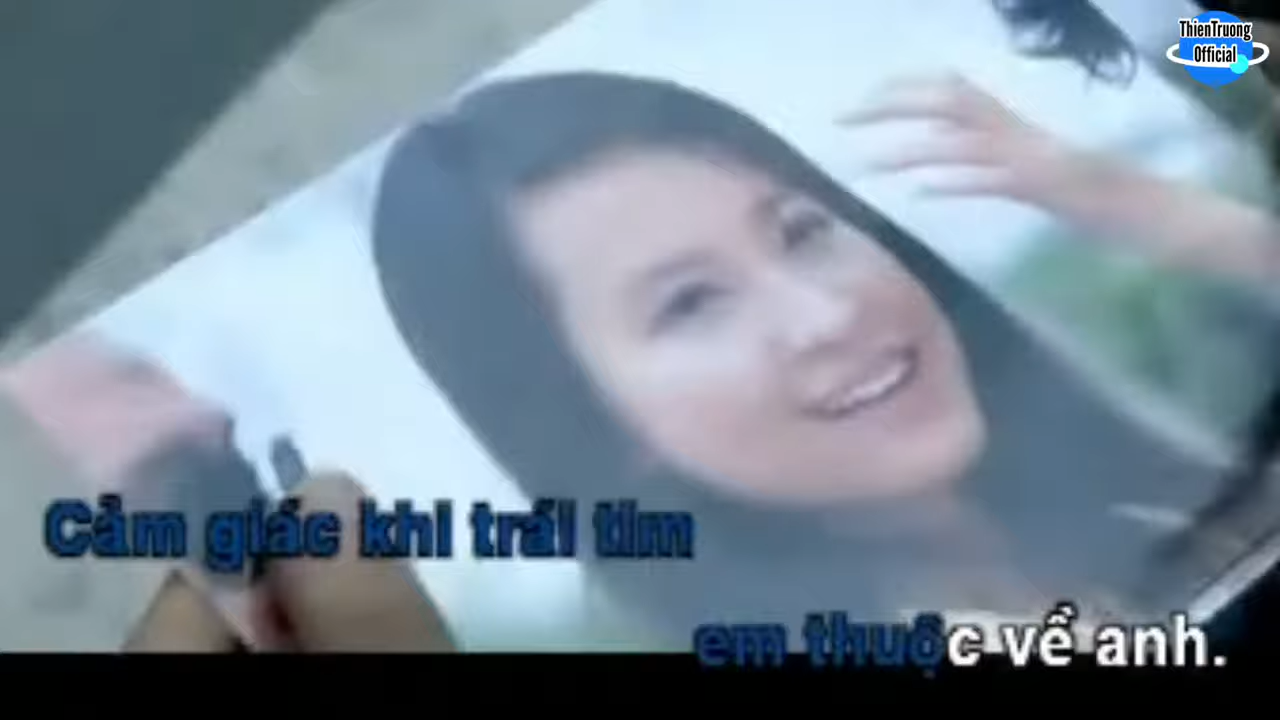 ThienTruong
Official
Cảm giác khi trái tim
em thuộc về anh.